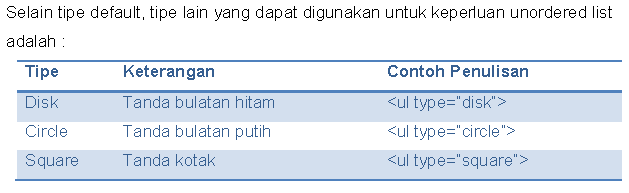 Selain tipe default, tipe lain yang dapat digunakan untuk keperluan unordered list
adalah :
Tipe Keterangan Contoh Penulisan
Disk Tanda bulatan hitam <ul type="disk">
Circle Tanda bulatan putih <ul type="circle">
Square Tanda kotak <ul type="square">